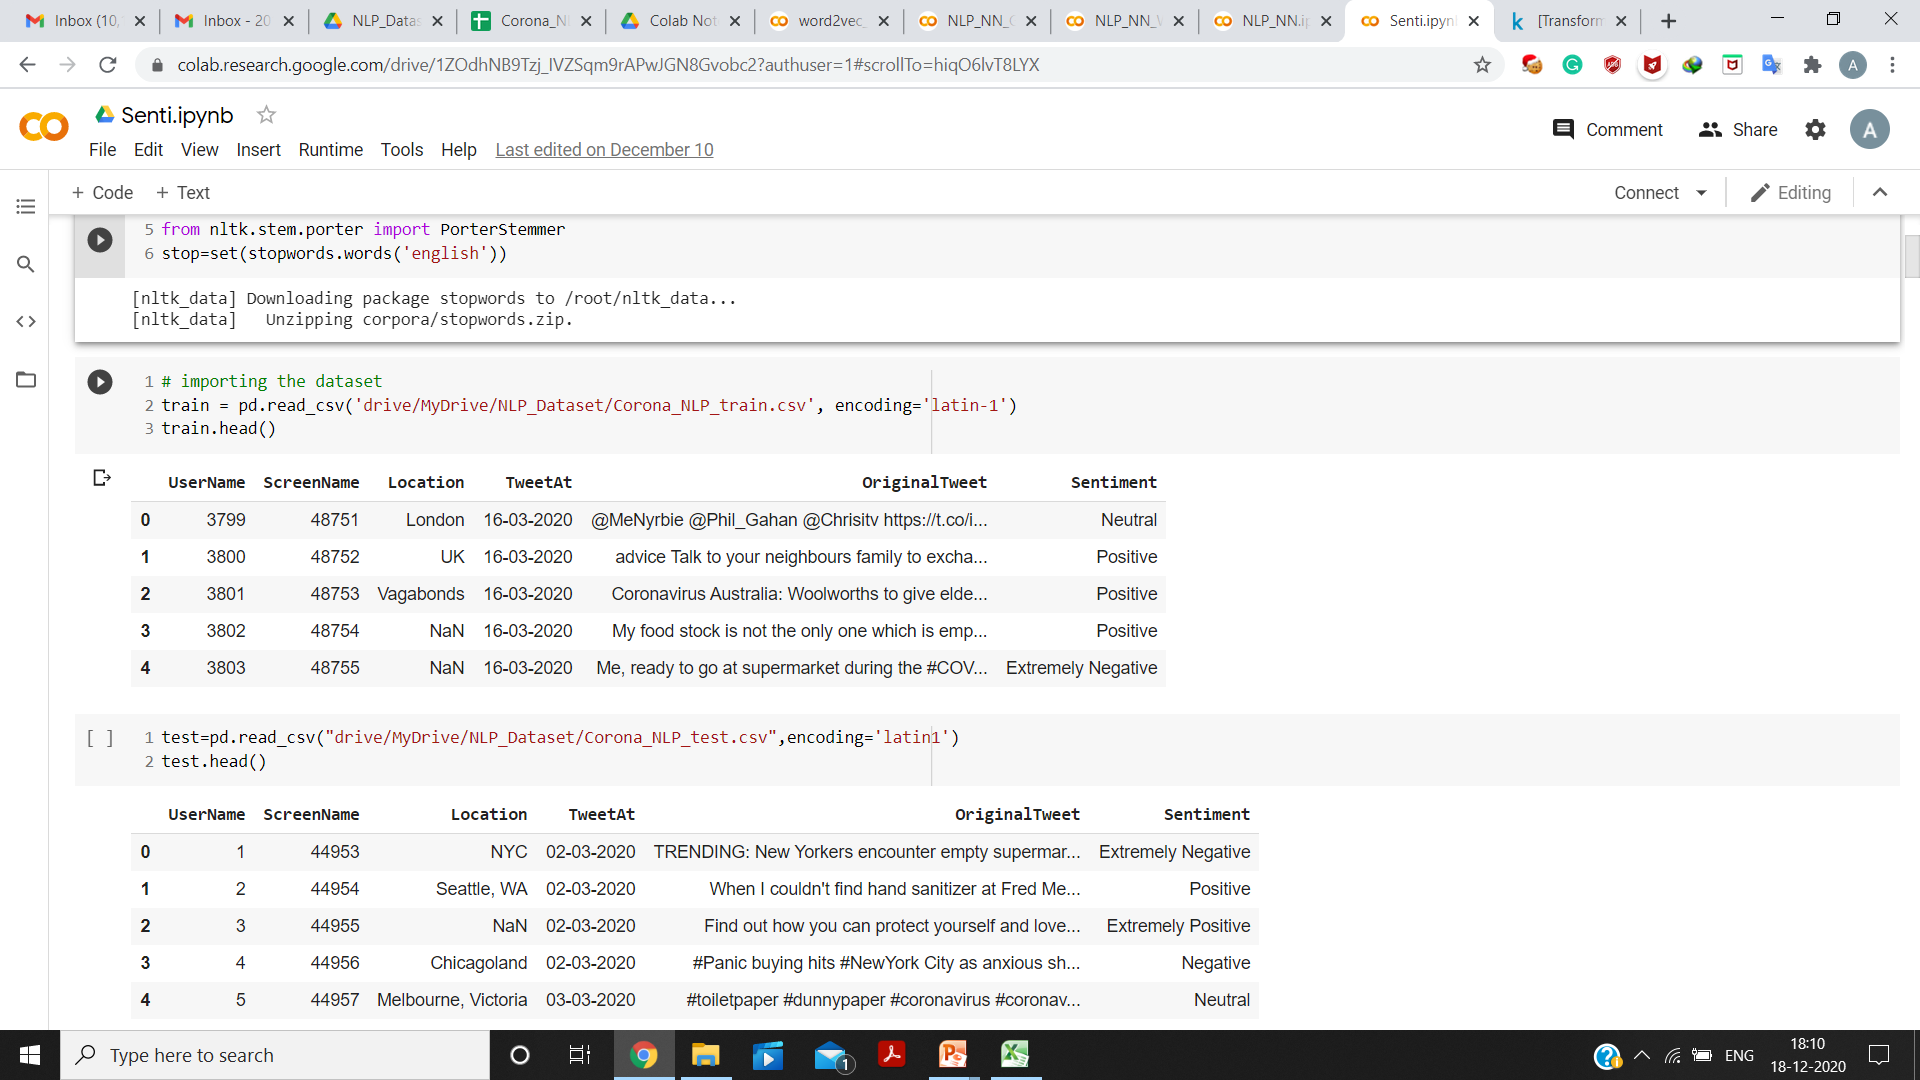 Inbox (10,
Inbox - 20
NLP_Datas
Corona_NL
Colab Not
word2vec_
NLP_NN_C
NLP_NN_V
NLP_NN.ip
Senti.ipyn
[Transform
colab.research.google.com/drive/1ZOdhNB9Tzj_IVZSqm9rAPwJGN8Gvobc2?authuser=1#scrollTo=hiqO6lvT8LYX
A
Senti.ipynb
Comment
Share
A
File Edit View Insert Runtime Tools Help Last edited on December 10
+ Code + Text
Connect
Editing
5 from nltk.stem.porter import PorterStemmer
6 stop=set(stopwords.words('english'))
[nltk_data] Downloading package stopwords to /root/nltk_data...
[nltk_data]   Unzipping corpora/stopwords.zip.
1 # importing the dataset
2 train = pd.read_csv('drive/MyDrive/NLP_Dataset/Corona_NLP_train.csv', encoding='latin-1')
3 train.head()
UserName ScreenName Location TweetAt OriginalTweet Sentiment
0 3799 48751 London 16-03-2020 @MeNyrbie @Phil_Gahan @Chrisitv https://t.co/i... Neutral
1 3800 48752 UK 16-03-2020 advice Talk to your neighbours family to excha... Positive
2 3801 48753 Vagabonds 16-03-2020 Coronavirus Australia: Woolworths to give elde... Positive
3 3802 48754 NaN 16-03-2020 My food stock is not the only one which is emp... Positive
4 3803 48755 NaN 16-03-2020 Me, ready to go at supermarket during the #COV... Extremely Negative
[ ]
1 test=pd.read_csv("drive/MyDrive/NLP_Dataset/Corona_NLP_test.csv",encoding='latin1')
2 test.head()
UserName ScreenName Location TweetAt OriginalTweet Sentiment
0 1 44953 NYC 02-03-2020 TRENDING: New Yorkers encounter empty supermar... Extremely Negative
1 2 44954 Seattle, WA 02-03-2020 When I couldn't find hand sanitizer at Fred Me... Positive
2 3 44955 NaN 02-03-2020 Find out how you can protect yourself and love... Extremely Positive
3 4 44956 Chicagoland 02-03-2020 #Panic buying hits #NewYork City as anxious sh... Negative
4 5 44957 Melbourne, Victoria 03-03-2020 #toiletpaper #dunnypaper #coronavirus #coronav... Neutral
Type here to search
1
ENG
18:10
18-12-2020